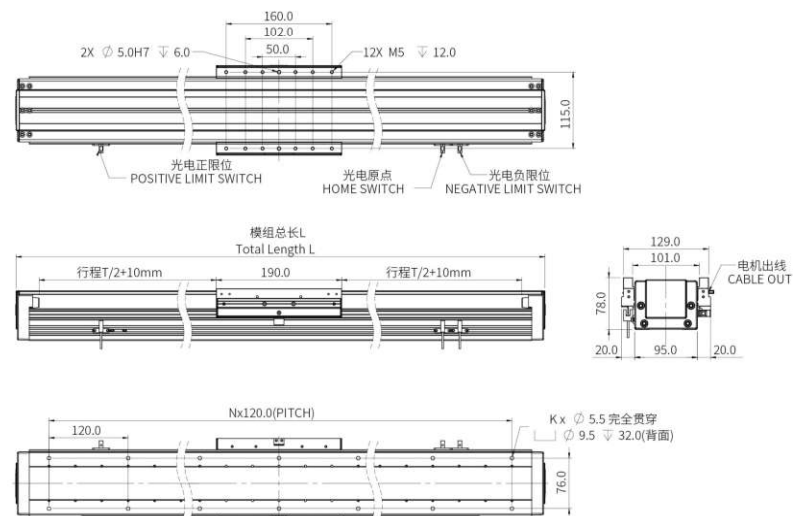 160.0
102.0
2X ∅ 5.0H7 ↧ 6.0
50.0
12X M5 ↧ 12.0
115.0
光电正限位
POSITIVE LIMIT SWITCH
光电原点
HOME SWITCH
光电负限位
NEGATIVE LIMIT SWITCH
模组总长L
Total Length L
行程T/2+10mm
190.0
行程T/2+10mm
129.0
101.0
电机出线
CABLE OUT
78.0
20.0
95.0
20.0
Nx120.0(PITCH)
120.0
K x ∅ 5.5 完全贯穿
⌴ ∅ 9.5 ↧ 32.0(背面)
76.0